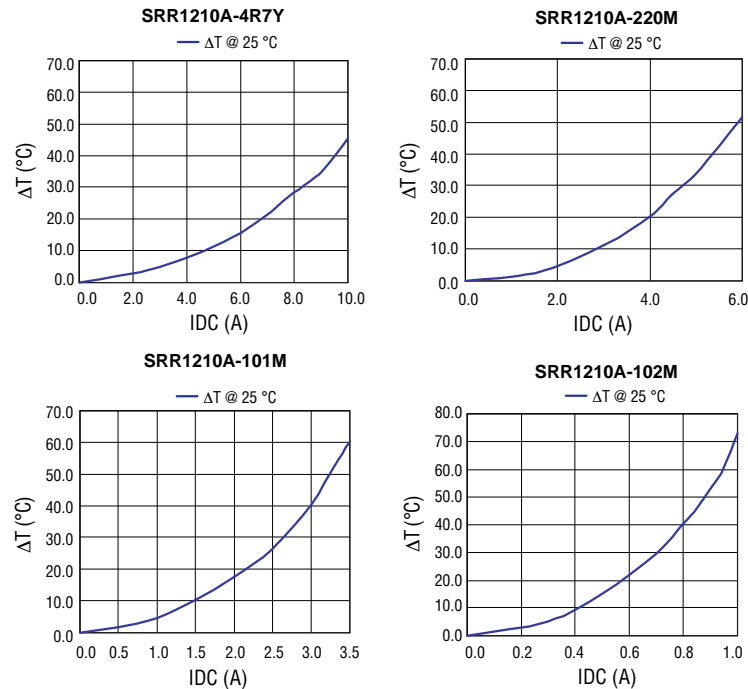 SRR1210A-4R7Y
ΔT @ 25 °C
70.0
60.0
50.0
40.0
30.0
20.0
10.0
0.0
ΔT (°C)
0.0 2.0 4.0 6.0 8.0 10.0
IDC (A)
SRR1210A-220M
ΔT @ 25 °C
70.0
60.0
50.0
40.0
30.0
20.0
10.0
0.0
ΔT (°C)
0.0 2.0 4.0 6.0
IDC (A)
SRR1210A-101M
ΔT @ 25 °C
70.0
60.0
50.0
40.0
30.0
20.0
10.0
0.0
ΔT (°C)
0.0 0.5 1.0 1.5 2.0 2.5 3.0 3.5
IDC (A)
SRR1210A-102M
ΔT @ 25 °C
80.0
70.0
60.0
50.0
40.0
30.0
20.0
10.0
0.0
ΔT (°C)
0.0 0.2 0.4 0.6 0.8 1.0
IDC (A)